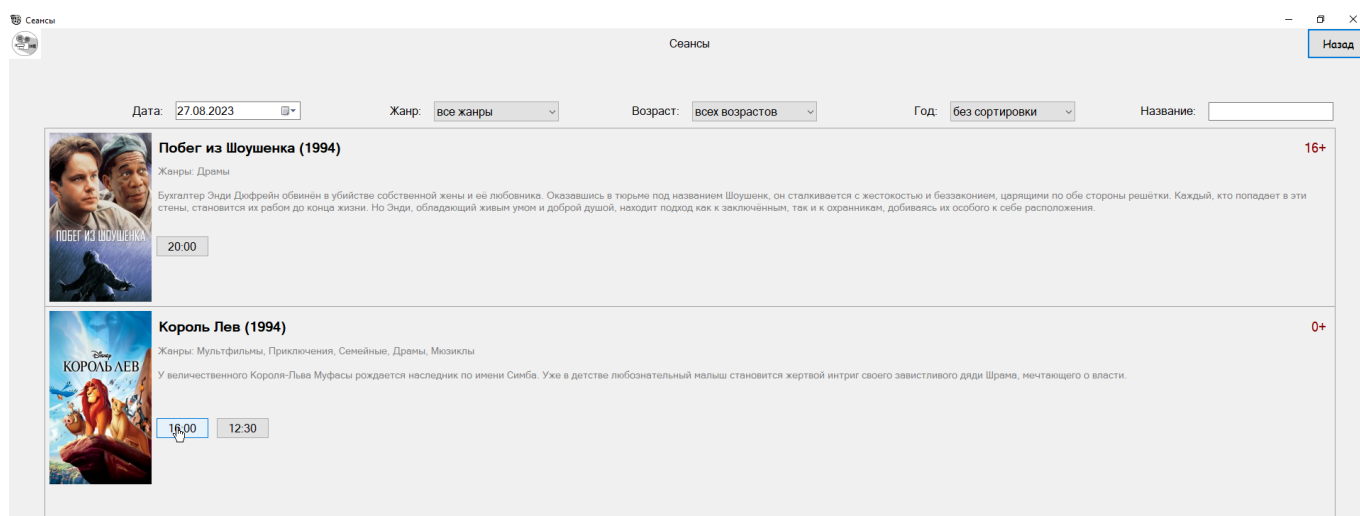 Сеансы
Сеансы
Назад
Дата: 27.08.2023 Жанр: все жанры Возраст: всех возрастов Год: без сортировки Название:
Побег из Шоушенка (1994) 16+
Жанры: Драмы
Бухгалтер Энди Дюфрейн обвинён в убийстве собственной жены и её любовника. Оказавшись в тюрьме под названием Шоушенк, он сталкивается с жестокостью и беззаконием, царящими по обе стороны решётки. Каждый, кто попадает в эти
стены, становится их рабом до конца жизни. Но Энди, обладающий живым умом и доброй душой, находит подход как к заключённым, так и к охранникам, добиваясь их особого к себе расположения.
ПОБЕГ ИЗ ШОУШЕНКА
20:00
Король Лев (1994) 0+
Жанры: Мультфильмы, Приключения, Семейные, Драмы, Мюзиклы
Disney
КОРОЛЬ ЛЕВ
У величественного Короля-Льва Муфасы рождается наследник по имени Симба. Уже в детстве любознательный малыш становится жертвой интриг своего завистливого дяди Шрама, мечтающего о власти.
16:00 12:30